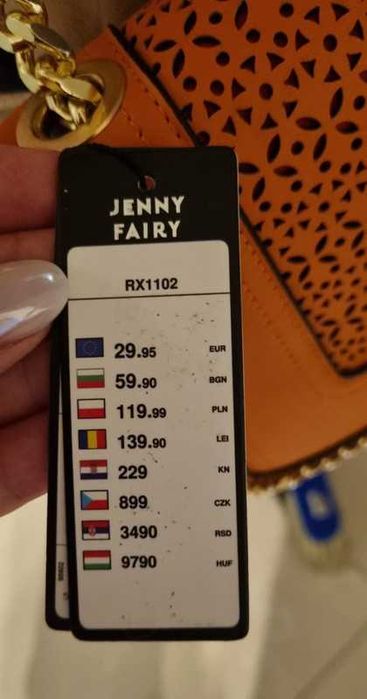 JENNY
FAIRY
RX1102
29.95 EUR
59.90 BGN
119.99 PLN
139.90 LEI
229 KN
899 CZK
3490 RSD
9790 HUF